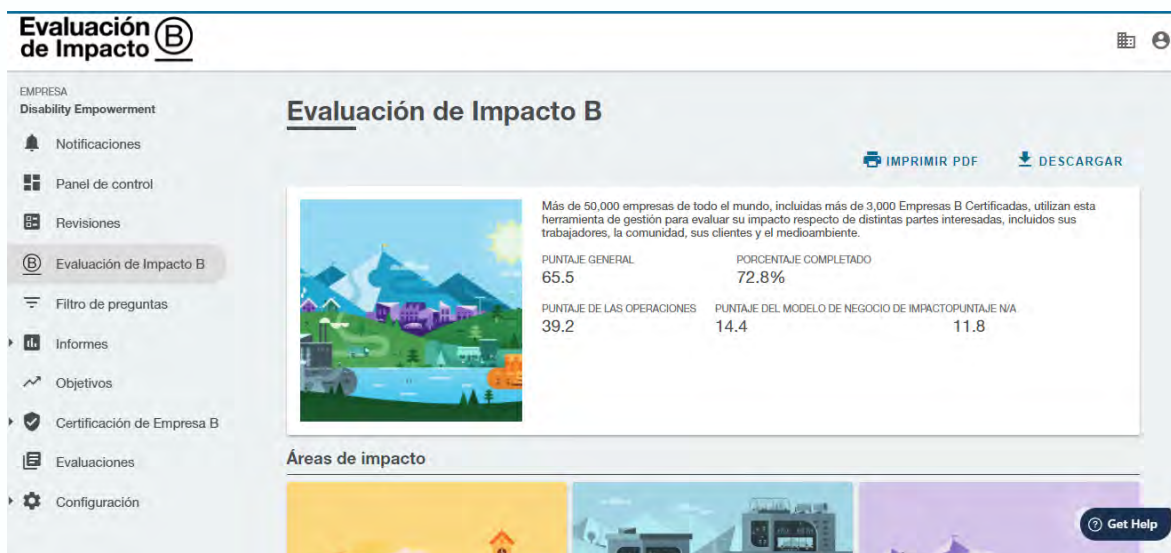 Evaluación
de Impacto B
EMPRESA
Disability Empowerment
Notificaciones
Panel de control
Revisiones
B Evaluación de Impacto B
Filtro de preguntas
Informes
Objetivos
Certificación de Empresa B
Evaluaciones
Configuración
Evaluación de Impacto B
IMPRIMIR PDF DESCARGAR
Más de 50,000 empresas de todo el mundo, incluidas más de 3,000 Empresas B Certificadas, utilizan esta
herramienta de gestión para evaluar su impacto respecto de distintas partes interesadas, incluidos sus
trabajadores, la comunidad, sus clientes y el medioambiente.
PUNTAJE GENERAL PORCENTAJE COMPLETADO
65.5 72.8%
PUNTAJE DE LAS OPERACIONES PUNTAJE DEL MODELO DE NEGOCIO DE IMPACTOPUNTAJE N/A
39.2 14.4 11.8
Áreas de impacto
? Get Help